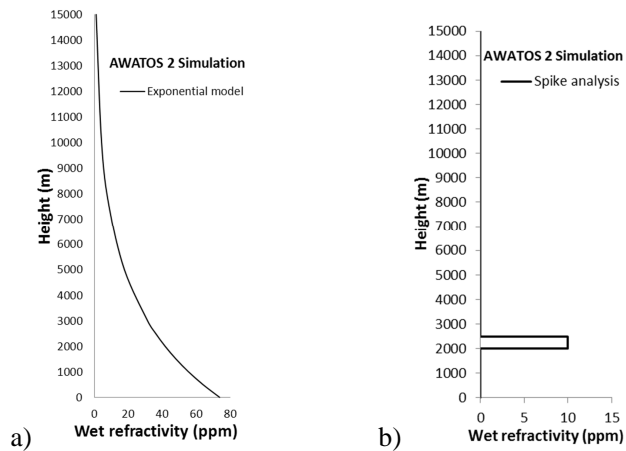 15000
14000
13000
12000
11000
10000
9000
8000
7000
6000
5000
4000
3000
2000
1000
0
Height (m)
AWATOS 2 Simulation
Exponential model
0 20 40 60 80
Wet refractivity (ppm)
a)
15000
14000
13000
12000
11000
10000
9000
8000
7000
6000
5000
4000
3000
2000
1000
0
Height (m)
AWATOS 2 Simulation
Spike analysis
0 5 10 15
Wet refractivity (ppm)
b)